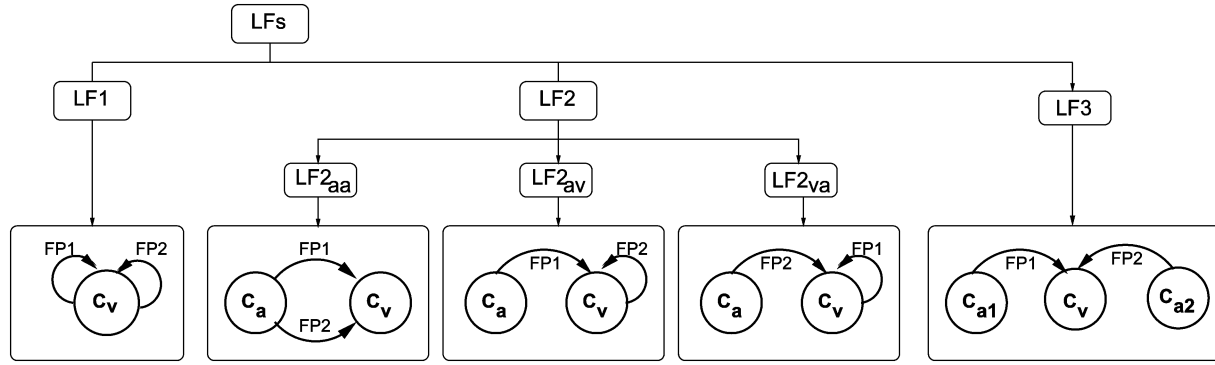 LFs
LF1
LF2
LF3
LF2aa
LF2av
LF2va
FP1
FP2
Cv
FP1
Ca
Cv
FP2
FP1
FP2
Ca
Cv
FP2
FP1
Ca
Cv
FP1
FP2
Ca1
Cv
Ca2